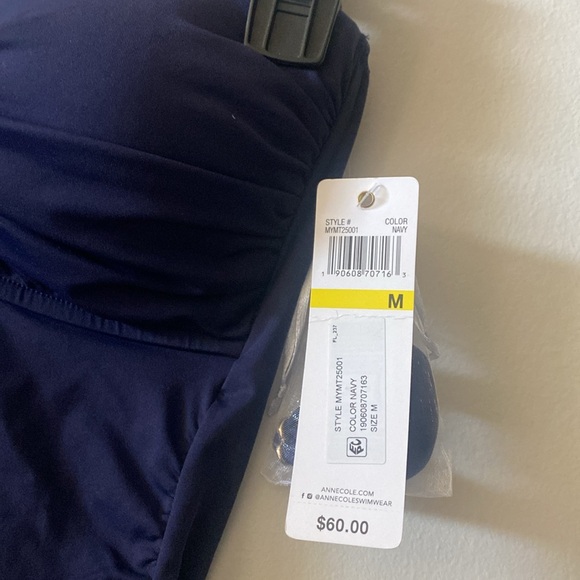 STYLE # COLOR
MYMT25001 NAVY
1 90608 70716 3
M
FL_237
STYLE MYMT25001
COLOR NAVY
190608707163
SIZE M
ANNECOLE.COM
@ANNECOLESWIMWEAR
$60.00